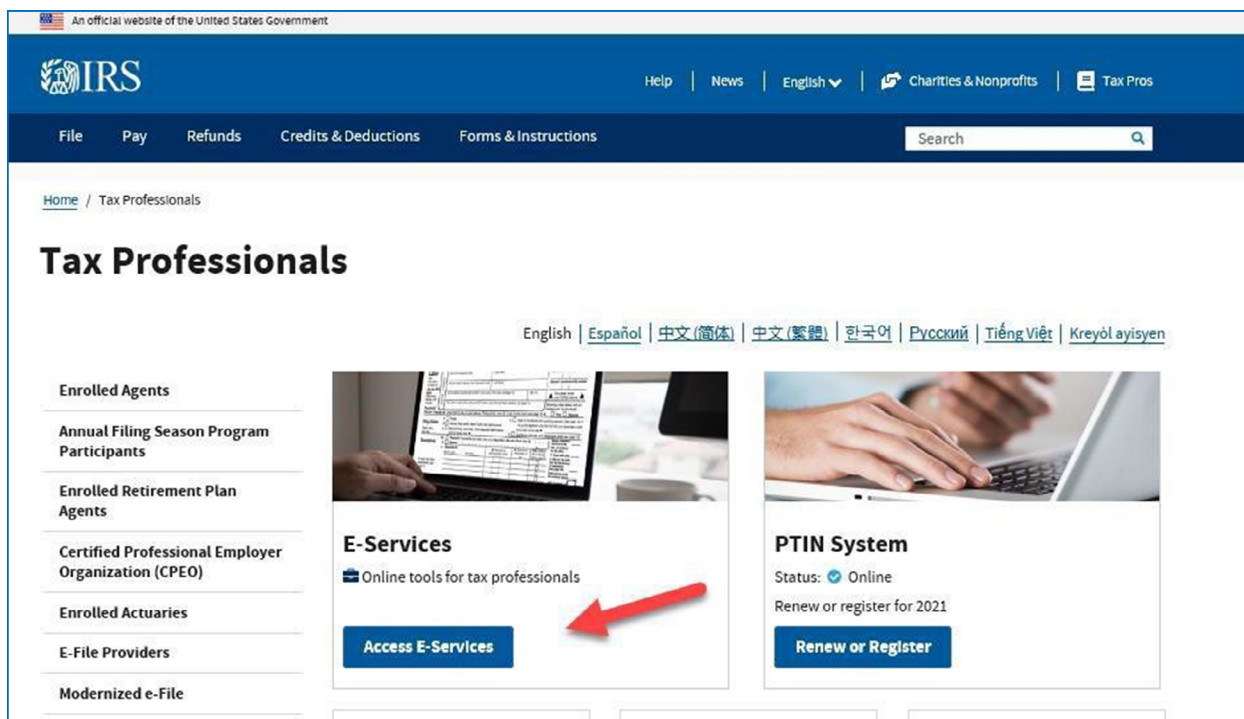 An official website of the United States Government
IRS
Help | News | English | Charities & Nonprofits | Tax Pros
File Pay Refunds Credits & Deductions Forms & Instructions
Search
Home / Tax Professionals
Tax Professionals
English | Español | 中文 (简体) | 中文 (繁體) | 한국어 | Русский | Tiếng Việt | Kreyòl ayisyen
Enrolled Agents
Annual Filing Season Program
Participants
Enrolled Retirement Plan
Agents
Certified Professional Employer
Organization (CPEO)
Enrolled Actuaries
E-File Providers
Modernized e-File
E-Services
Online tools for tax professionals
Access E-Services
PTIN System
Status: Online
Renew or register for 2021
Renew or Register